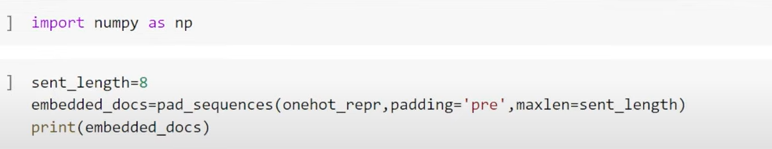 ] import numpy as np
] sent_length=8
embedded_docs=pad_sequences(onehot_repr,padding='pre',maxlen=sent_length)
print(embedded_docs)